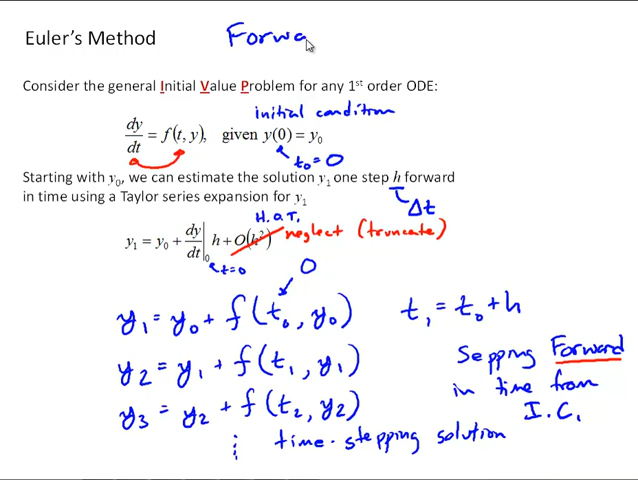 Euler's Method Forwa
Consider the general Initial Value Problem for any 1st order ODE:
initial condition
dy/dt = f(t, y), given y(0) = y₀
t₀ = 0
Starting with y₀, we can estimate the solution y₁ one step h forward
in time using a Taylor series expansion for y₁
Δt
H.O.T.
y₁ = y₀ + dy/dt|₀ h + O(h²) neglect (truncate)
t=0
0
y₁ = y₀ + f(t₀, y₀) t₁ = t₀ + h
y₂ = y₁ + f(t₁, y₁) Sepping Forward
in time from
y₃ = y₂ + f(t₂, y₂) I.C.
⋮ time-stepping solution